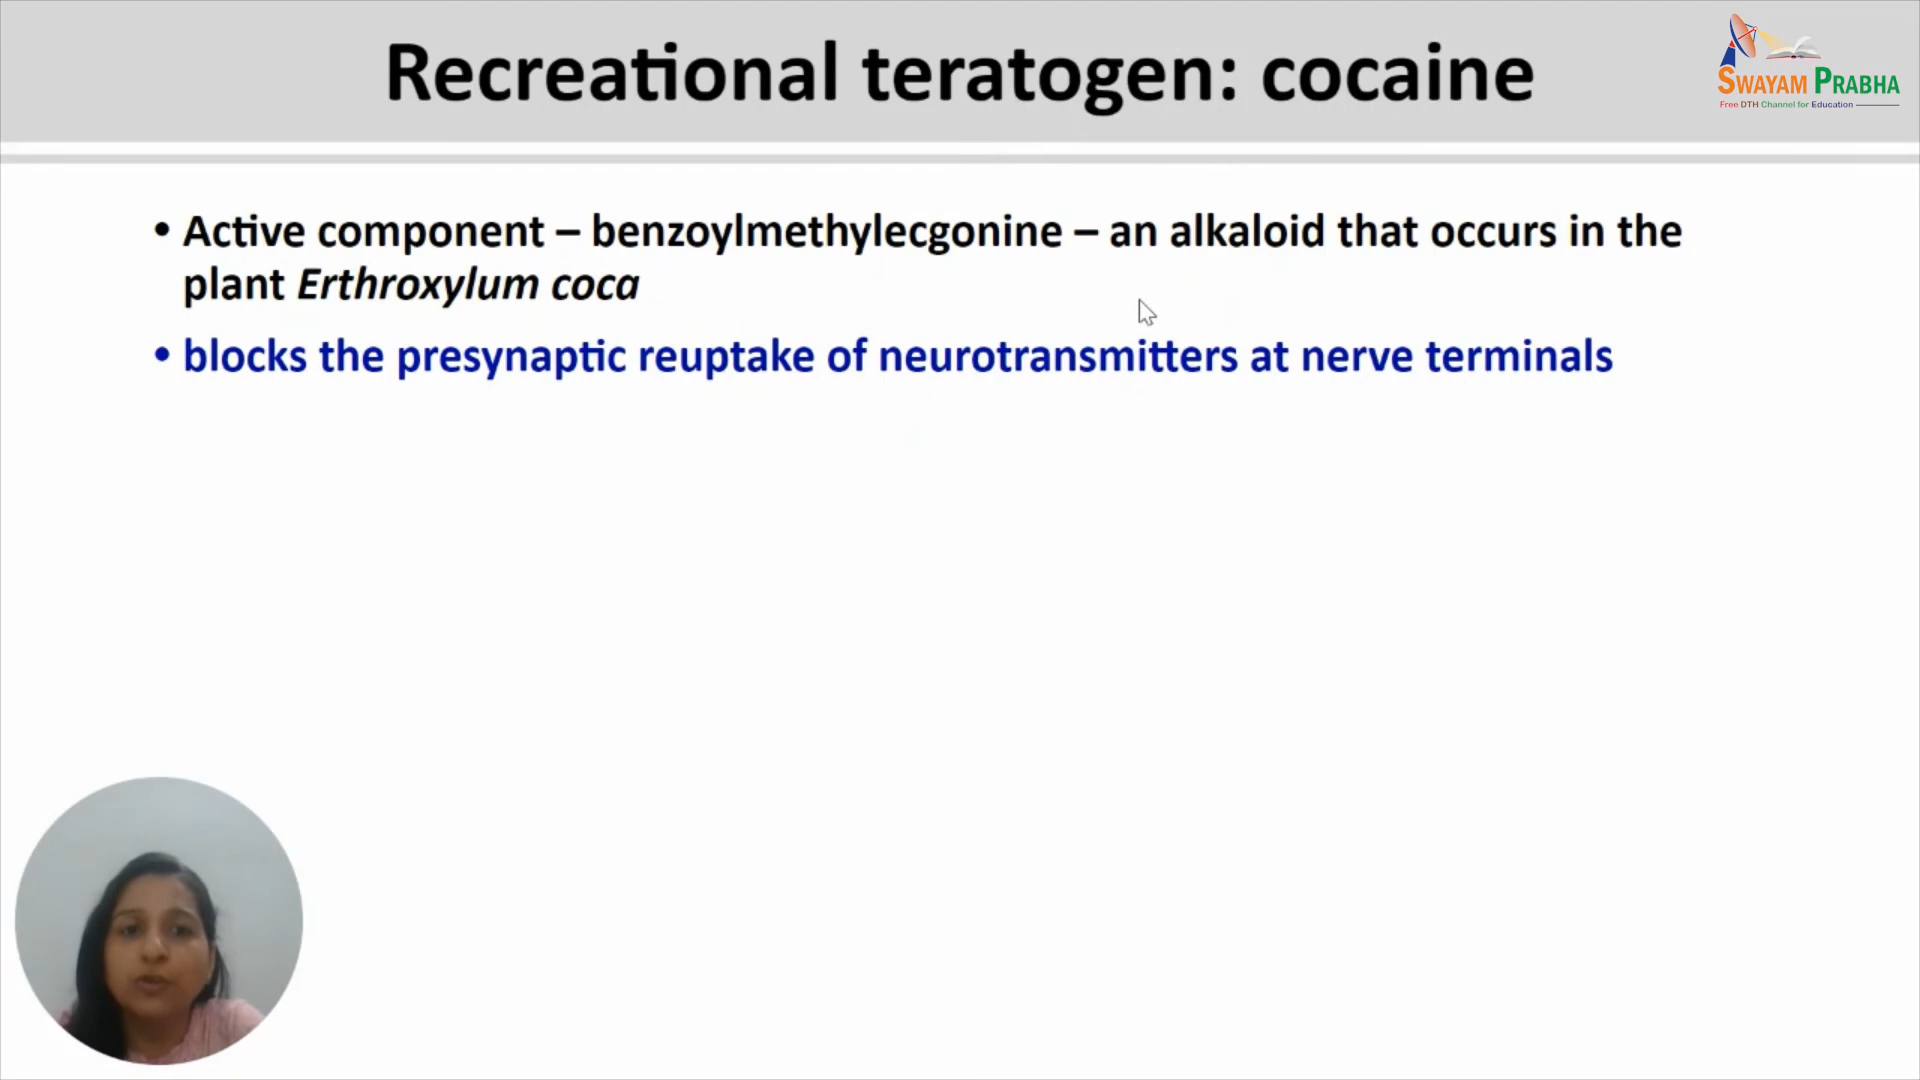 Recreational teratogen: cocaine
SWAYAM PRABHA
Free DTH Channel for Education
• Active component – benzoylmethylecgonine – an alkaloid that occurs in the
plant Erthroxylum coca
• blocks the presynaptic reuptake of neurotransmitters at nerve terminals